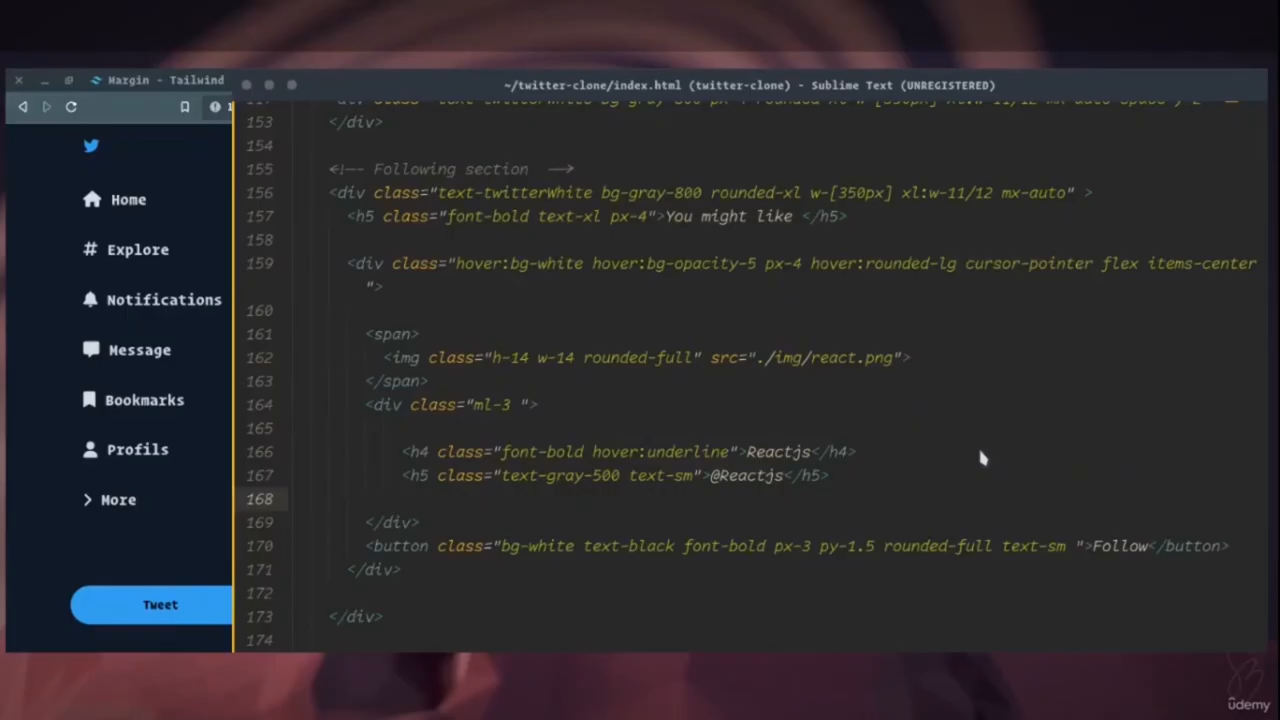 Margin - Tailwind
~/twitter-clone/index.html (twitter-clone) - Sublime Text (UNREGISTERED)
Home
Explore
Notifications
Message
Bookmarks
Profils
More
Tweet
153 </div>
154
155 <!-- Following section -->
156 <div class="text-twitterWhite bg-gray-800 rounded-xl w-[350px] xl:w-11/12 mx-auto" >
157 <h5 class="font-bold text-xl px-4">You might like </h5>
158
159 <div class="hover:bg-white hover:bg-opacity-5 px-4 hover:rounded-lg cursor-pointer flex items-center
">
160
161 <span>
162 <img class="h-14 w-14 rounded-full" src="./img/react.png">
163 </span>
164 <div class="ml-3 ">
165
166 <h4 class="font-bold hover:underline">Reactjs</h4>
167 <h5 class="text-gray-500 text-sm">@Reactjs</h5>
168
169 </div>
170 <button class="bg-white text-black font-bold px-3 py-1.5 rounded-full text-sm ">Follow</button>
171 </div>
172
173 </div>
174
udemy